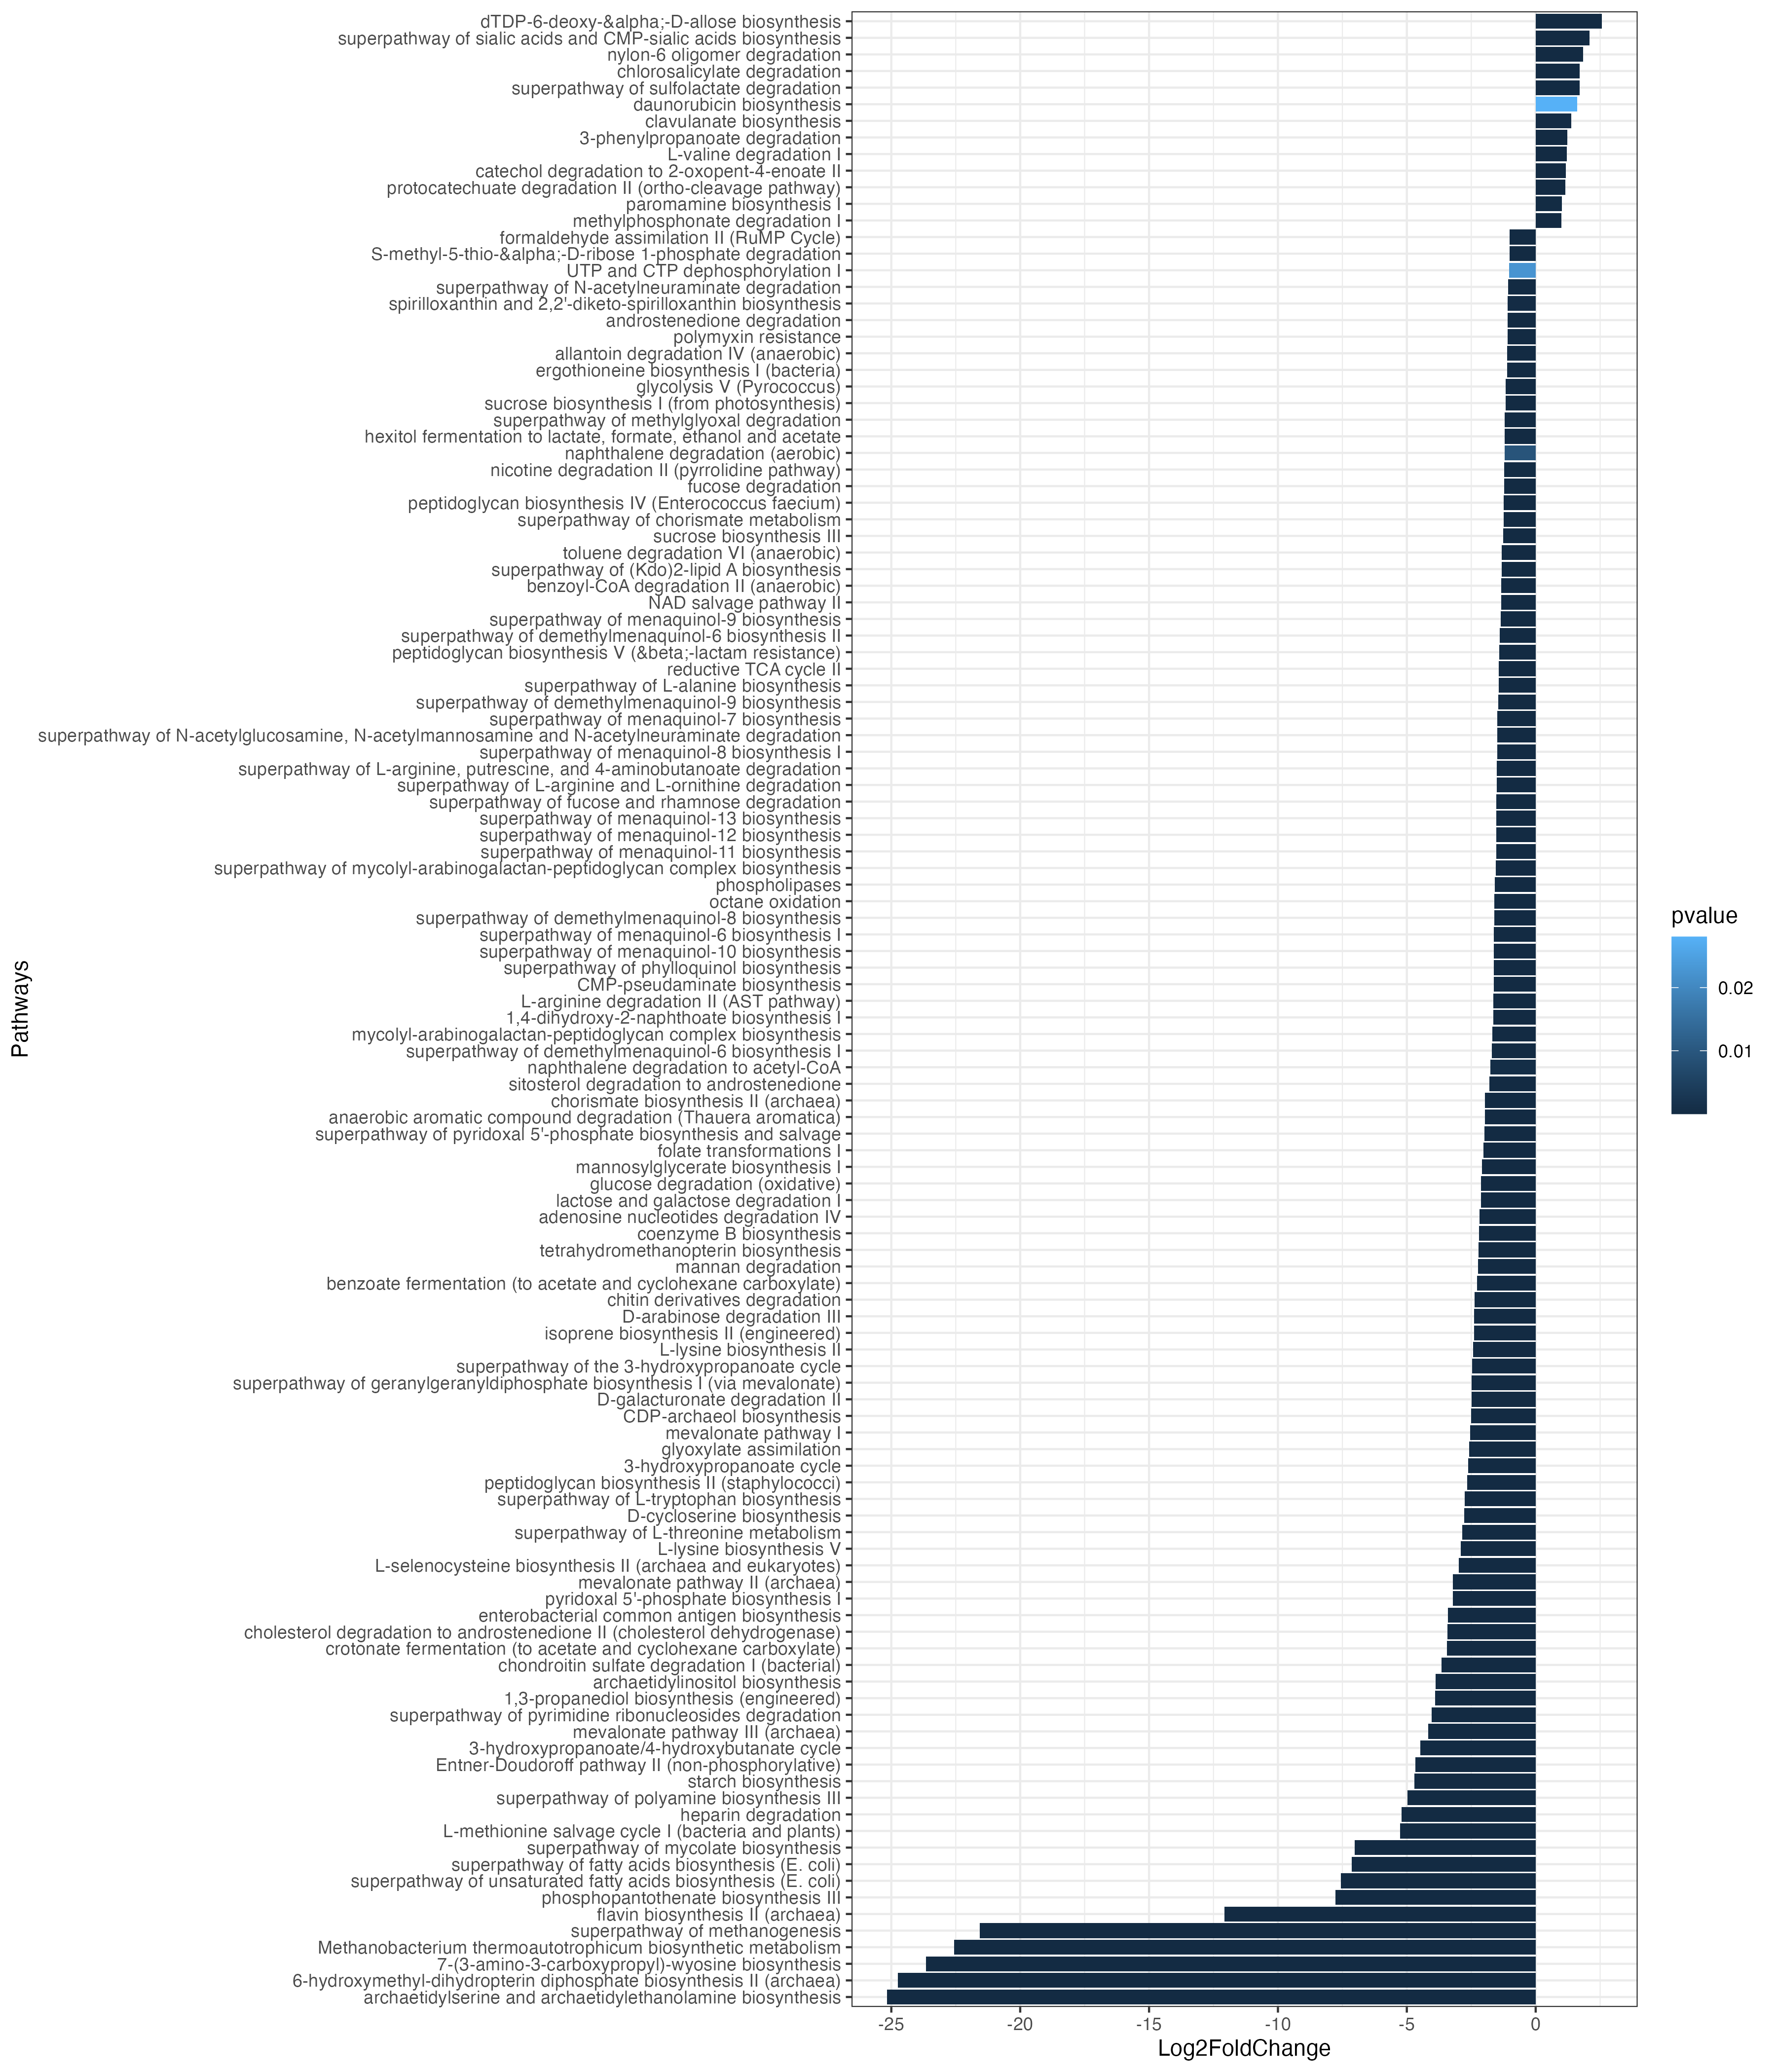 dTDP-6-deoxy-&alpha;-D-allose biosynthesis
superpathway of sialic acids and CMP-sialic acids biosynthesis
nylon-6 oligomer degradation
chlorosalicylate degradation
superpathway of sulfolactate degradation
daunorubicin biosynthesis
clavulanate biosynthesis
3-phenylpropanoate degradation
L-valine degradation I
catechol degradation to 2-oxopent-4-enoate II
protocatechuate degradation II (ortho-cleavage pathway)
paromamine biosynthesis I
methylphosphonate degradation I
formaldehyde assimilation II (RuMP Cycle)
S-methyl-5-thio-&alpha;-D-ribose 1-phosphate degradation
UTP and CTP dephosphorylation I
superpathway of N-acetylneuraminate degradation
spirilloxanthin and 2,2'-diketo-spirilloxanthin biosynthesis
androstenedione degradation
polymyxin resistance
allantoin degradation IV (anaerobic)
ergothioneine biosynthesis I (bacteria)
glycolysis V (Pyrococcus)
sucrose biosynthesis I (from photosynthesis)
superpathway of methylglyoxal degradation
hexitol fermentation to lactate, formate, ethanol and acetate
naphthalene degradation (aerobic)
nicotine degradation II (pyrrolidine pathway)
fucose degradation
peptidoglycan biosynthesis IV (Enterococcus faecium)
superpathway of chorismate metabolism
sucrose biosynthesis III
toluene degradation VI (anaerobic)
superpathway of (Kdo)2-lipid A biosynthesis
benzoyl-CoA degradation II (anaerobic)
NAD salvage pathway II
superpathway of menaquinol-9 biosynthesis
superpathway of demethylmenaquinol-6 biosynthesis II
peptidoglycan biosynthesis V (&beta;-lactam resistance)
reductive TCA cycle II
superpathway of L-alanine biosynthesis
superpathway of demethylmenaquinol-9 biosynthesis
superpathway of menaquinol-7 biosynthesis
superpathway of N-acetylglucosamine, N-acetylmannosamine and N-acetylneuraminate degradation
superpathway of menaquinol-8 biosynthesis I
superpathway of L-arginine, putrescine, and 4-aminobutanoate degradation
superpathway of L-arginine and L-ornithine degradation
superpathway of fucose and rhamnose degradation
superpathway of menaquinol-13 biosynthesis
superpathway of menaquinol-12 biosynthesis
superpathway of menaquinol-11 biosynthesis
superpathway of mycolyl-arabinogalactan-peptidoglycan complex biosynthesis
phospholipases
octane oxidation
superpathway of demethylmenaquinol-8 biosynthesis
superpathway of menaquinol-6 biosynthesis I
superpathway of menaquinol-10 biosynthesis
superpathway of phylloquinol biosynthesis
CMP-pseudaminate biosynthesis
L-arginine degradation II (AST pathway)
1,4-dihydroxy-2-naphthoate biosynthesis I
mycolyl-arabinogalactan-peptidoglycan complex biosynthesis
superpathway of demethylmenaquinol-6 biosynthesis I
naphthalene degradation to acetyl-CoA
sitosterol degradation to androstenedione
chorismate biosynthesis II (archaea)
anaerobic aromatic compound degradation (Thauera aromatica)
superpathway of pyridoxal 5'-phosphate biosynthesis and salvage
folate transformations I
mannosylglycerate biosynthesis I
glucose degradation (oxidative)
lactose and galactose degradation I
adenosine nucleotides degradation IV
coenzyme B biosynthesis
tetrahydromethanopterin biosynthesis
mannan degradation
benzoate fermentation (to acetate and cyclohexane carboxylate)
chitin derivatives degradation
D-arabinose degradation III
isoprene biosynthesis II (engineered)
L-lysine biosynthesis II
superpathway of the 3-hydroxypropanoate cycle
superpathway of geranylgeranyldiphosphate biosynthesis I (via mevalonate)
D-galacturonate degradation II
CDP-archaeol biosynthesis
mevalonate pathway I
glyoxylate assimilation
3-hydroxypropanoate cycle
peptidoglycan biosynthesis II (staphylococci)
superpathway of L-tryptophan biosynthesis
D-cycloserine biosynthesis
superpathway of L-threonine metabolism
L-lysine biosynthesis V
L-selenocysteine biosynthesis II (archaea and eukaryotes)
mevalonate pathway II (archaea)
pyridoxal 5'-phosphate biosynthesis I
enterobacterial common antigen biosynthesis
cholesterol degradation to androstenedione II (cholesterol dehydrogenase)
crotonate fermentation (to acetate and cyclohexane carboxylate)
chondroitin sulfate degradation I (bacterial)
archaetidylinositol biosynthesis
1,3-propanediol biosynthesis (engineered)
superpathway of pyrimidine ribonucleosides degradation
mevalonate pathway III (archaea)
3-hydroxypropanoate/4-hydroxybutanate cycle
Entner-Doudoroff pathway II (non-phosphorylative)
starch biosynthesis
superpathway of polyamine biosynthesis III
heparin degradation
L-methionine salvage cycle I (bacteria and plants)
superpathway of mycolate biosynthesis
superpathway of fatty acids biosynthesis (E. coli)
superpathway of unsaturated fatty acids biosynthesis (E. coli)
phosphopantothenate biosynthesis III
flavin biosynthesis II (archaea)
superpathway of methanogenesis
Methanobacterium thermoautotrophicum biosynthetic metabolism
7-(3-amino-3-carboxypropyl)-wyosine biosynthesis
6-hydroxymethyl-dihydropterin diphosphate biosynthesis II (archaea)
archaetidylserine and archaetidylethanolamine biosynthesis
-25 -20 -15 -10 -5 0
Log2FoldChange
Pathways
pvalue
0.02
0.01